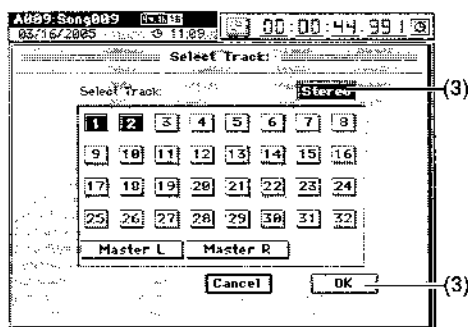 A009:Song009
03/16/2005 11:09 00:00:44.991
Select Track:
Select Track: Stereo (3)
1 2 3 4 5 6 7 8
9 10 11 12 13 14 15 16
17 18 19 20 21 22 23 24
25 26 27 28 29 30 31 32
Master L Master R
Cancel OK (3)